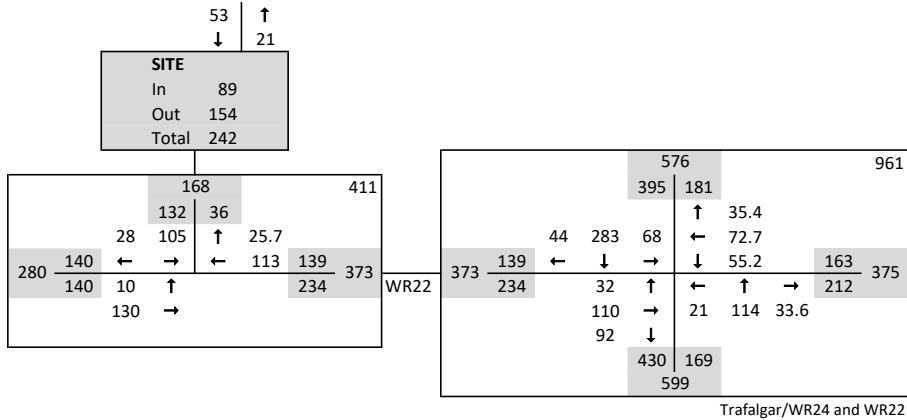 53 ↑
↓ 21
SITE
In 89
Out 154
Total 242
168
411
132 36
28 105 ↑ 25.7
280 140 ← → ← 113 139 373
140 10 ↑ 234
130 →
WR22
576
961
395 181
↑ 35.4
44 283 68 ← 72.7
373 139 ← ↓ → ↓ 55.2 163 375
234 32 ↑ ← ↑ → 212
110 → 21 114 33.6
92 ↓
430 169
599
Trafalgar/WR24 and WR22